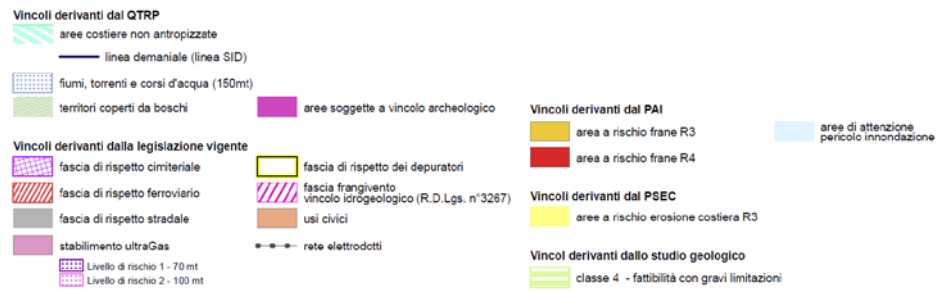 Vincoli derivanti dal QTRP
aree costiere non antropizzate
linea demaniale (linea SID)
fiumi, torrenti e corsi d'acqua (150mt)
territori coperti da boschi
aree soggette a vincolo archeologico
Vincoli derivanti dalla legislazione vigente
fascia di rispetto cimiteriale
fascia di rispetto dei depuratori
fascia di rispetto ferroviario
fascia frangivento
vincolo idrogeologico (R.D.Lgs. n°3267)
fascia di rispetto stradale
usi civici
stabilimento ultraGas
rete elettrodotti
Livello di rischio 1 - 70 mt
Livello di rischio 2 - 100 mt
Vincoli derivanti dal PAI
area a rischio frane R3
aree di attenzione
pericolo innondazione
area a rischio frane R4
Vincoli derivanti dal PSEC
aree a rischio erosione costiera R3
Vincol derivanti dallo studio geologico
classe 4 - fattibilità con gravi limitazioni